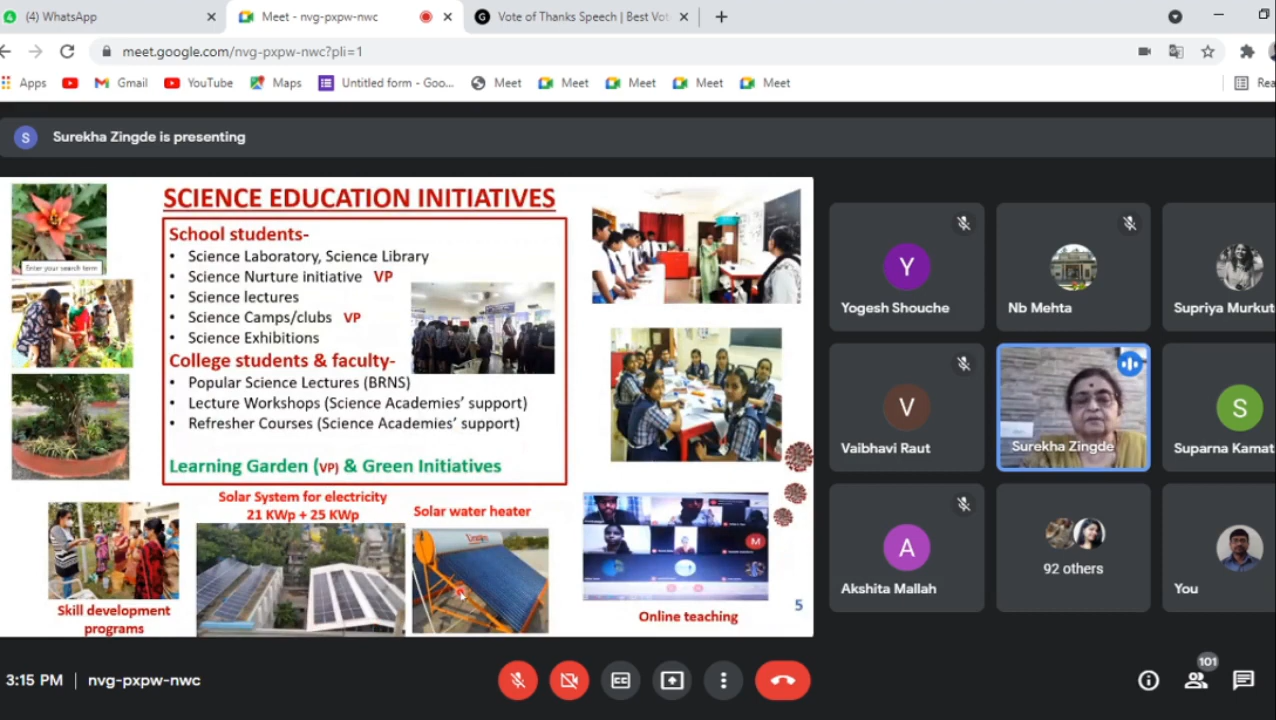 (4) WhatsApp
Meet - nvg-pxpw-nwc
Vote of Thanks Speech | Best Vot
meet.google.com/nvg-pxpw-nwc?pli=1
Apps
Gmail
YouTube
Maps
Untitled form - Goo...
Meet
Meet
Meet
Meet
Meet
Rea
S
Surekha Zingde is presenting
SCIENCE EDUCATION INITIATIVES
School students-
• Science Laboratory, Science Library
• Science Nurture initiative VP
• Science lectures
• Science Camps/clubs VP
• Science Exhibitions
College students & faculty-
• Popular Science Lectures (BRNS)
• Lecture Workshops (Science Academies' support)
• Refresher Courses (Science Academies' support)
Learning Garden (VP) & Green Initiatives
Enter your search term
Solar System for electricity
21 KWp + 25 KWp
Solar water heater
Skill development
programs
M
Online teaching
5
Y
Yogesh Shouche
Nb Mehta
Supriya Murkut
V
Vaibhavi Raut
Surekha Zingde
S
Suparna Kamat
A
Akshita Mallah
92 others
You
3:15 PM | nvg-pxpw-nwc
101